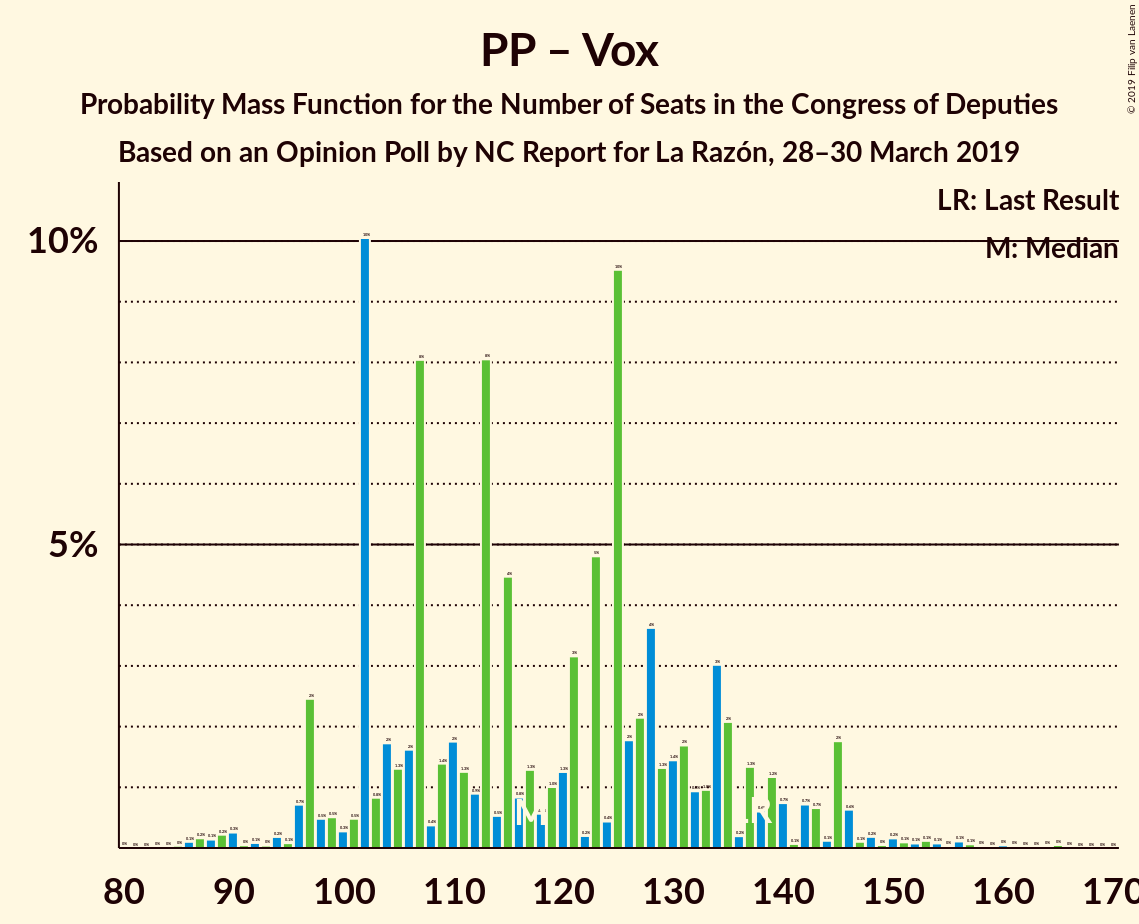 PP – Vox
Probability Mass Function for the Number of Seats in the Congress of Deputies
Based on an Opinion Poll by NC Report for La Razón, 28–30 March 2019
© 2019 Filip van Laenen
LR: Last Result
M: Median
10%
5%
M
LR
80 90 100 110 120 130 140 150 160 170